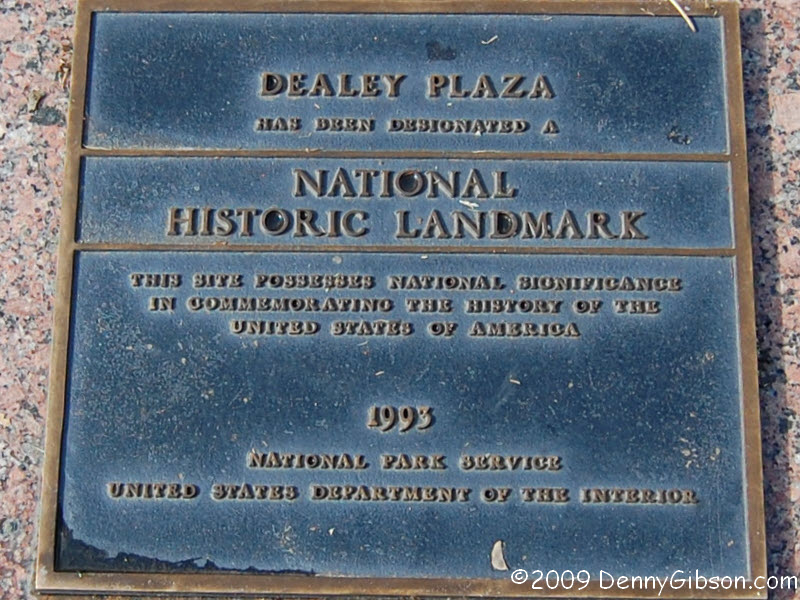 DEALEY PLAZA
HAS BEEN DESIGNATED A
NATIONAL
HISTORIC LANDMARK
THIS SITE POSSESSES NATIONAL SIGNIFICANCE
IN COMMEMORATING THE HISTORY OF THE
UNITED STATES OF AMERICA
1993
NATIONAL PARK SERVICE
UNITED STATES DEPARTMENT OF THE INTERIOR
©2009 DennyGibson.com